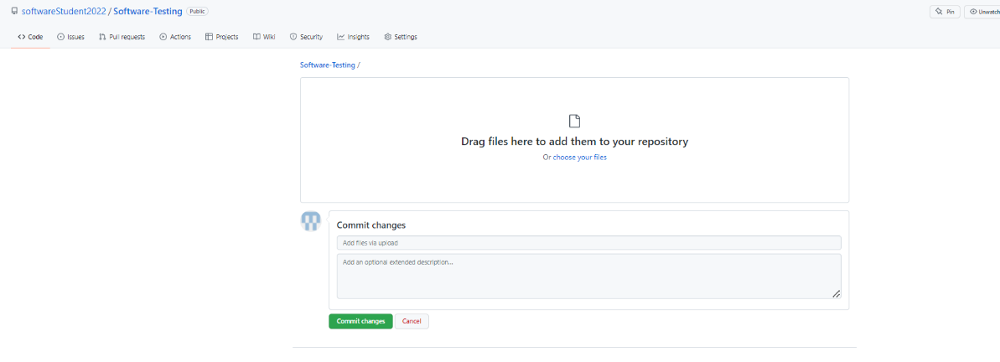 softwareStudent2022 / Software-Testing Public Pin Unwatch
Code Issues Pull requests Actions Projects Wiki Security Insights Settings
Software-Testing /
Drag files here to add them to your repository
Or choose your files
Commit changes
Add files via upload
Add an optional extended description...
Commit changes Cancel